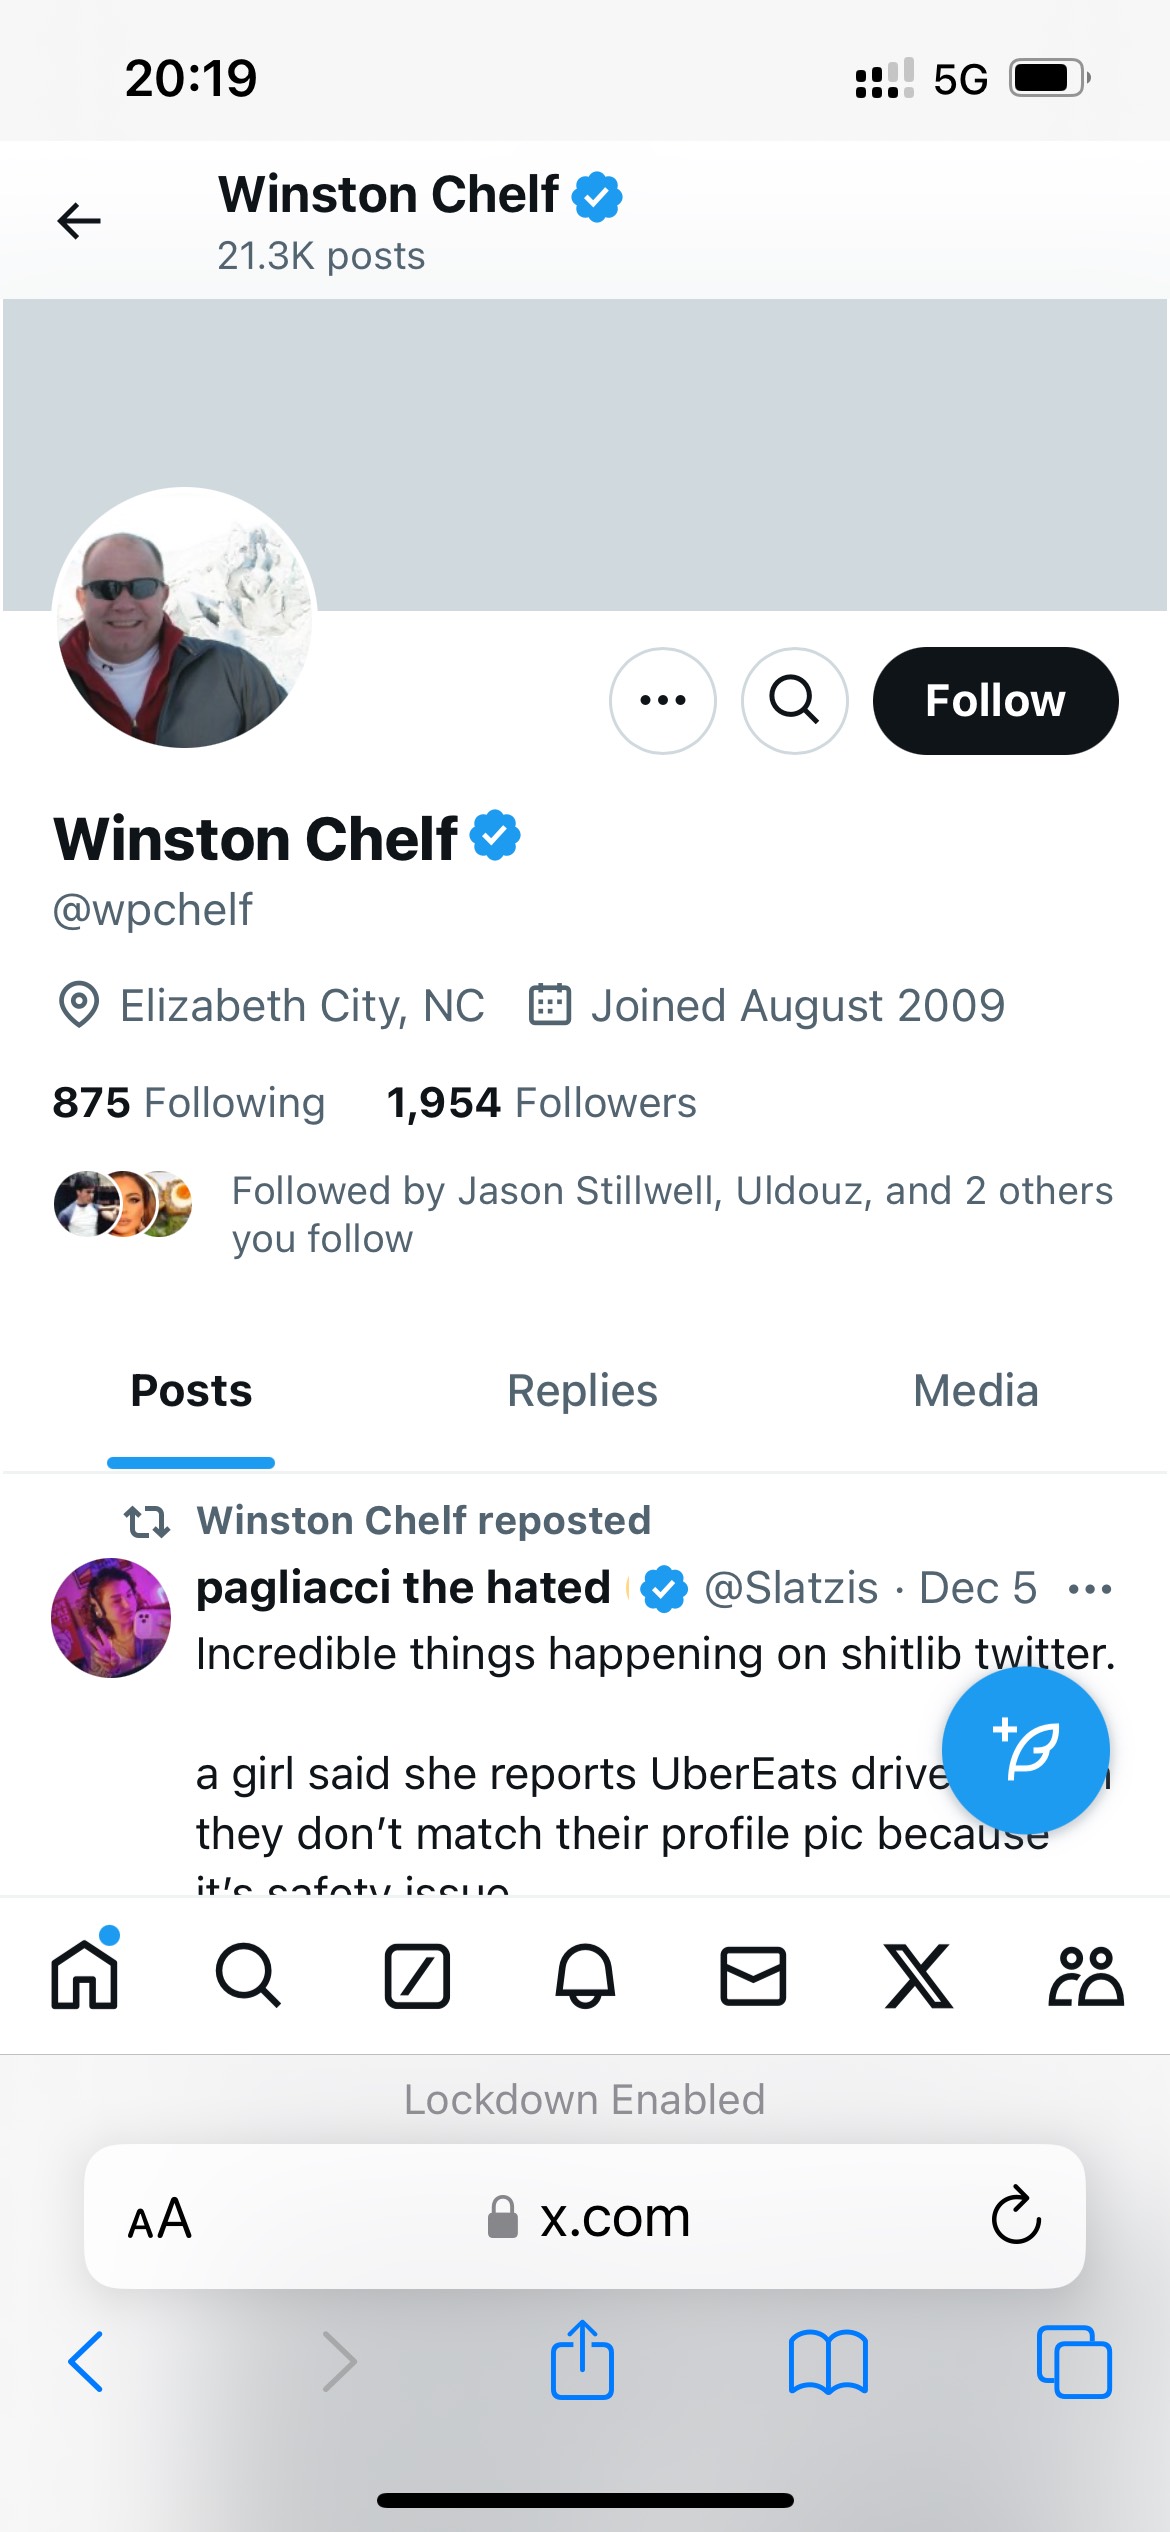 20:19
5G
Winston Chelf
21.3K posts
Follow
Winston Chelf
@wpchelf
Elizabeth City, NC Joined August 2009
875 Following 1,954 Followers
Followed by Jason Stillwell, Uldouz, and 2 others
you follow
Posts Replies Media
Winston Chelf reposted
pagliacci the hated @Slatzis · Dec 5
Incredible things happening on shitlib twitter.
a girl said she reports UberEats
they don’t match their profile pic because
it’s safety issue
Lockdown Enabled
AA x.com